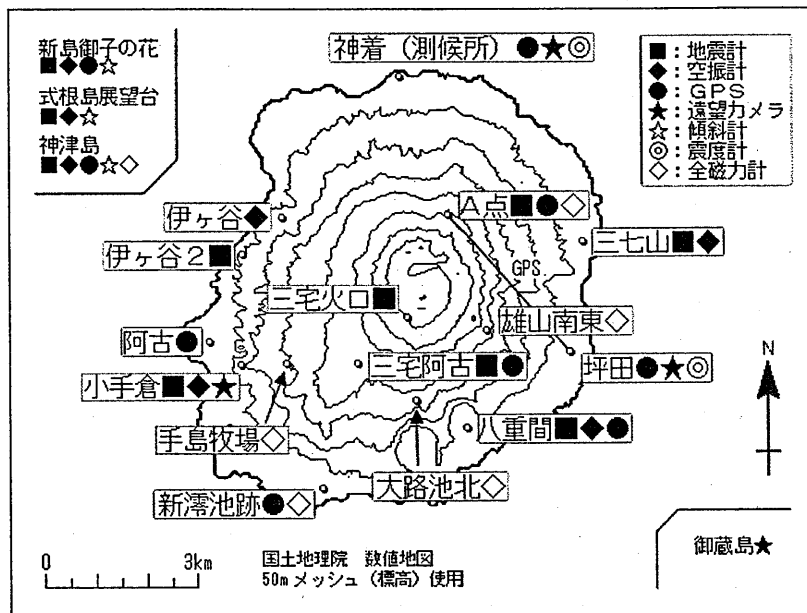 新島御子の花
■◆●☆
式根島展望台
■◆☆
神津島
■◆●☆◇
神着（測候所）●★◎
■：地震計
◆：空振計
●：GPS
★：遠望カメラ
☆：傾斜計
◎：震度計
◇：全磁力計
伊ヶ谷◆
A点■●◇
伊ヶ谷2■
三七山■◆
GPS
三宅火口■
雄山南東◇
阿古●
三宅阿古■●
坪田●★◎
小手倉■◆★
手島牧場◇
八重間■◆●
新澪池跡●◇
大路池北◇
N
御蔵島★
0 3km
国土地理院 数値地図
50mメッシュ（標高）使用